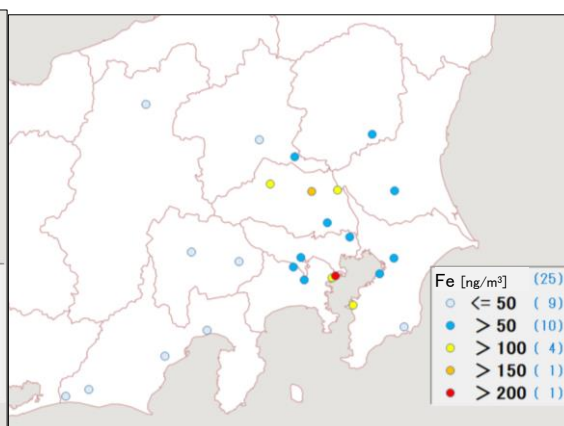 Fe [ng/m³] (25)
<= 50 ( 9)
> 50 (10)
> 100 ( 4)
> 150 ( 1)
> 200 ( 1)